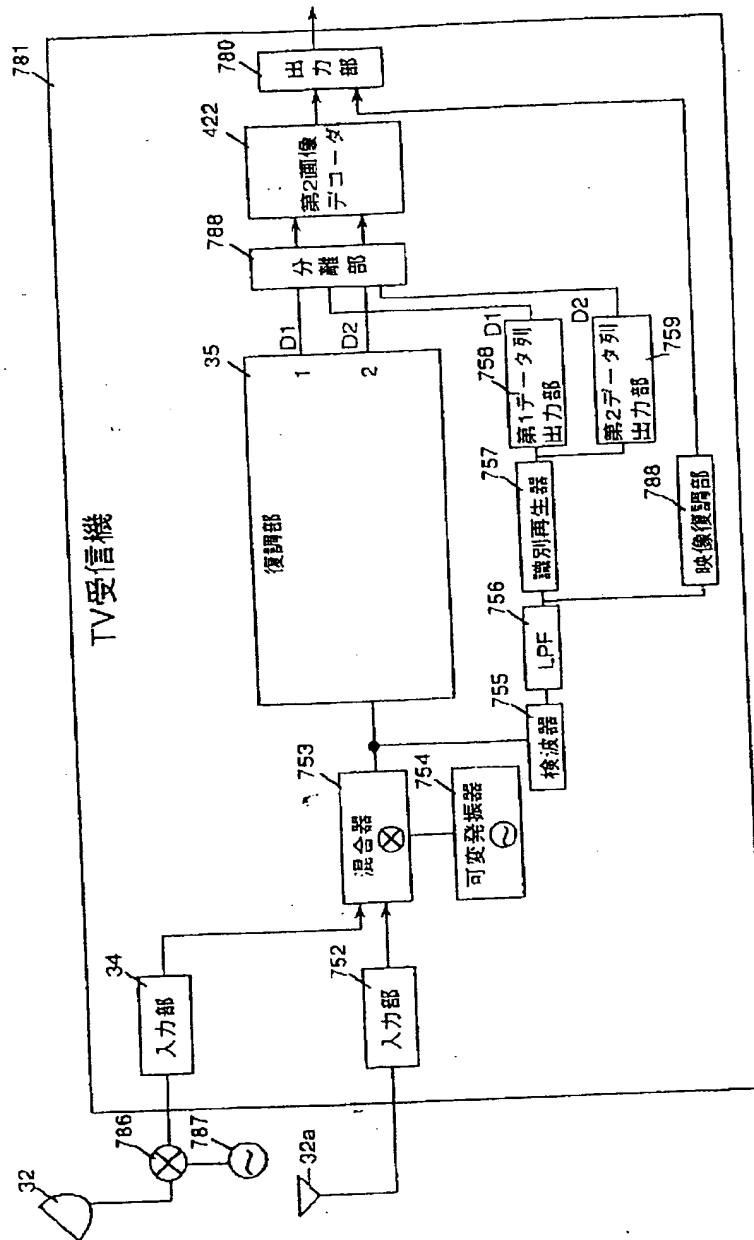 TV受信機
781
32
786
787
32a
34
入力部
752
入力部
753
混合器
754
可変発振器
35
復調部
1
2
D1
D2
788
分離部
422
第2画像
デコーダ
780
出力部
755
検波器
756
LPF
757
識別再生器
758
第1データ列
出力部
D1
759
第2データ列
出力部
D2
788
映像復調部